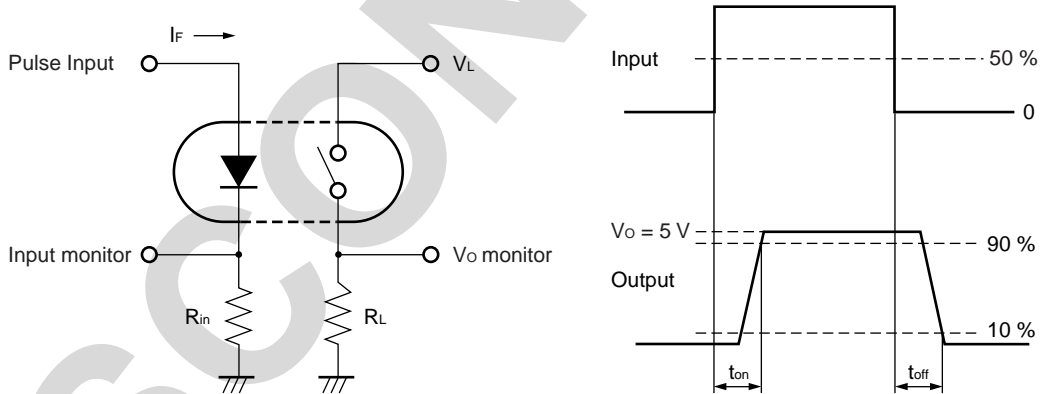 IF
Pulse Input
VL
Input monitor
VO monitor
Rin
RL
Input
50 %
0
VO = 5 V
90 %
Output
10 %
ton
toff